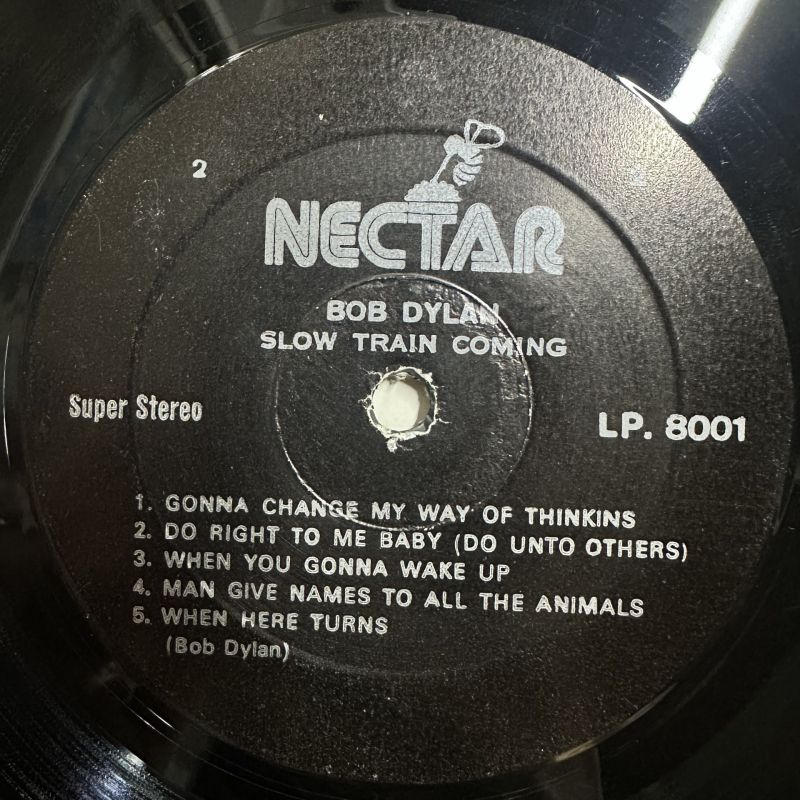 2
NECTAR
BOB DYLAN
SLOW TRAIN COMING
Super Stereo
LP. 8001
1. GONNA CHANGE MY WAY OF THINKINS
2. DO RIGHT TO ME BABY (DO UNTO OTHERS)
3. WHEN YOU GONNA WAKE UP
4. MAN GIVE NAMES TO ALL THE ANIMALS
5. WHEN HERE TURNS
(Bob Dylan)